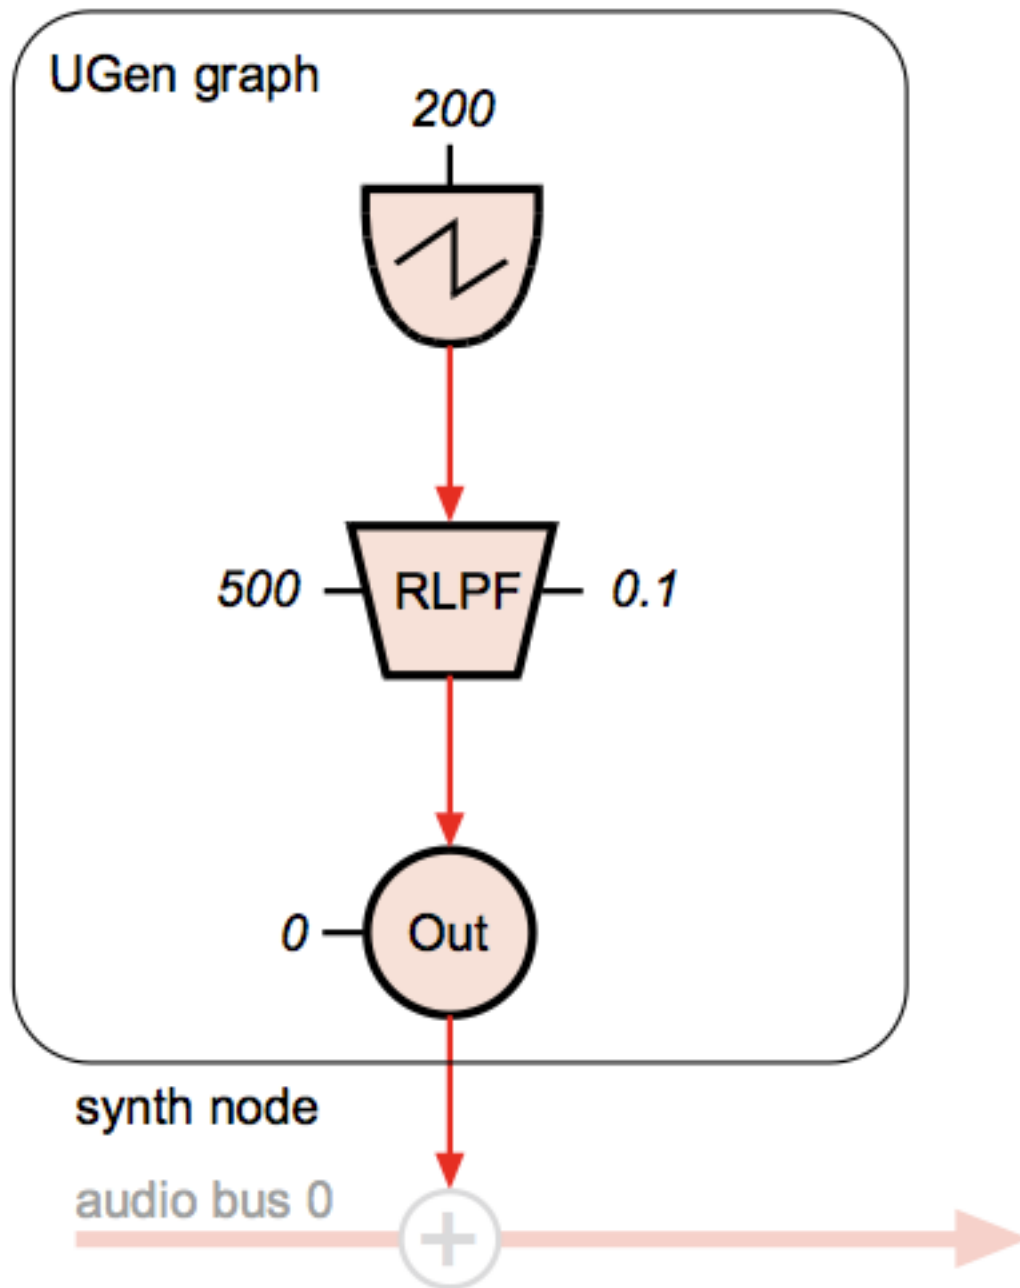 UGen graph
200
500 RLPF 0.1
0 Out
synth node
audio bus 0
+